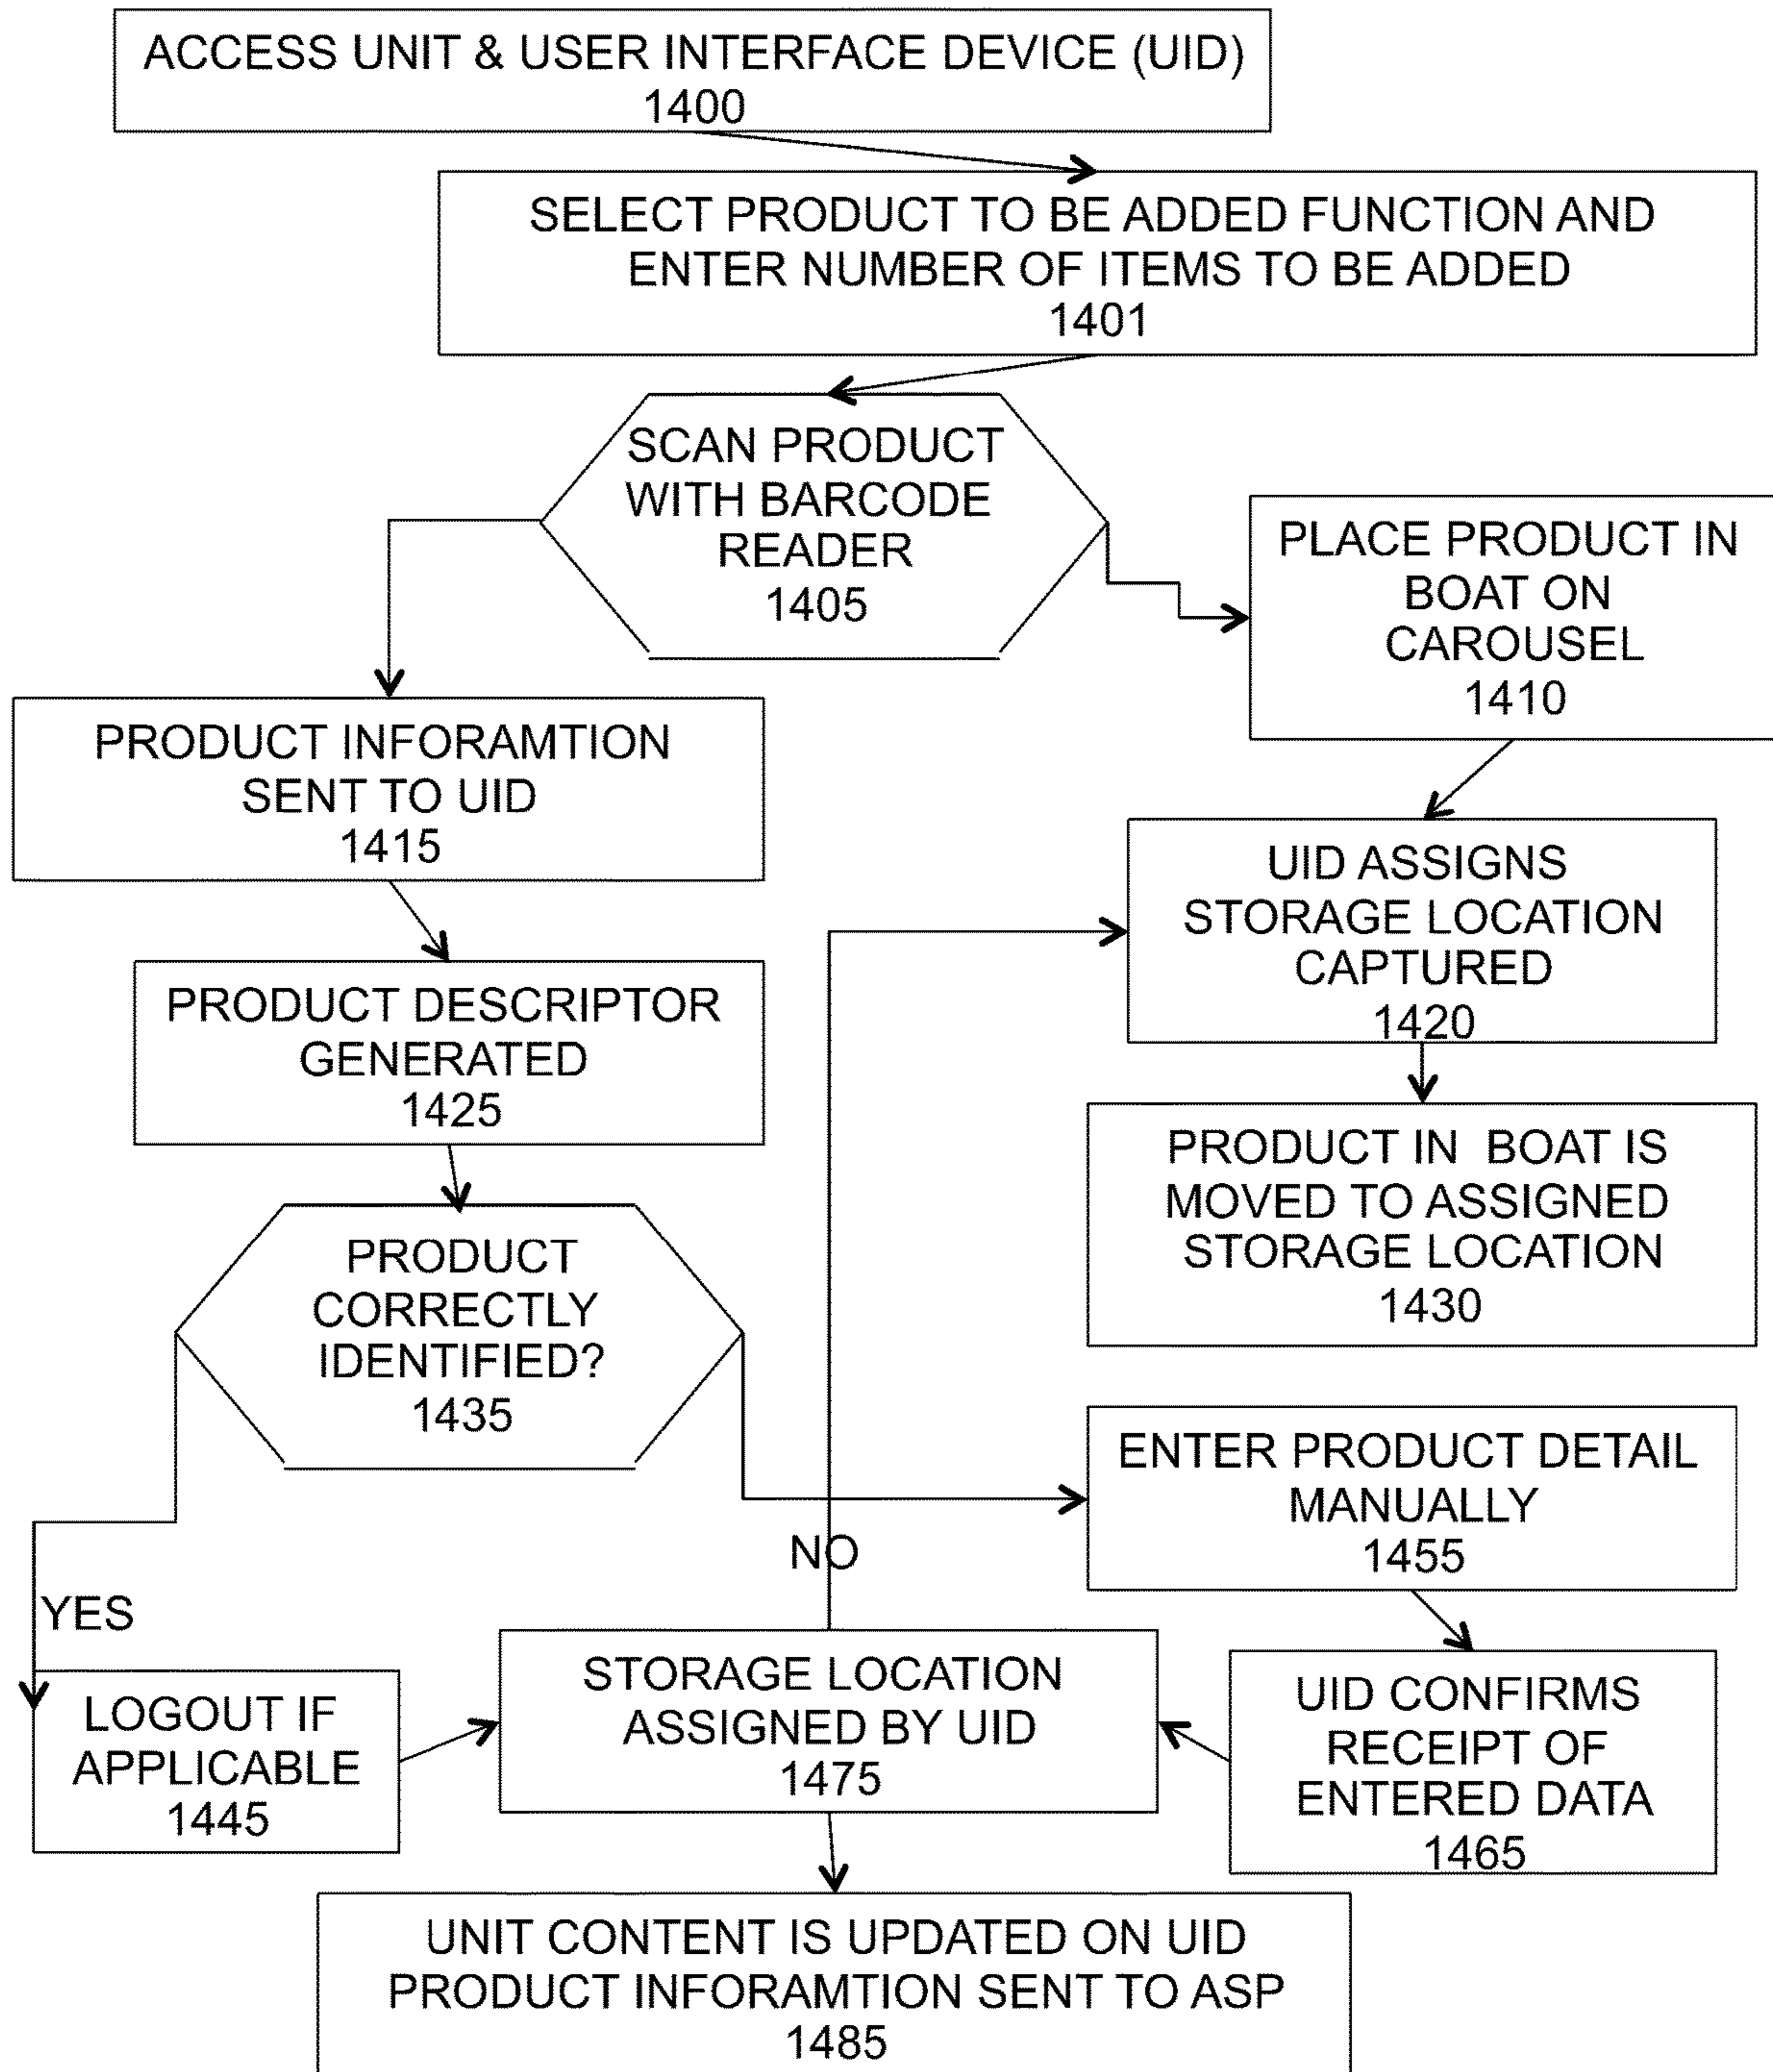 ACCESS UNIT & USER INTERFACE DEVICE (UID)
1400
SELECT PRODUCT TO BE ADDED FUNCTION AND
ENTER NUMBER OF ITEMS TO BE ADDED
1401
SCAN PRODUCT
WITH BARCODE
READER
1405
PLACE PRODUCT IN
BOAT ON
CAROUSEL
1410
PRODUCT INFORAMTION
SENT TO UID
1415
UID ASSIGNS
STORAGE LOCATION
CAPTURED
1420
PRODUCT DESCRIPTOR
GENERATED
1425
PRODUCT IN BOAT IS
MOVED TO ASSIGNED
STORAGE LOCATION
1430
PRODUCT
CORRECTLY
IDENTIFIED?
1435
ENTER PRODUCT DETAIL
MANUALLY
1455
NO
YES
LOGOUT IF
APPLICABLE
1445
STORAGE LOCATION
ASSIGNED BY UID
1475
UID CONFIRMS
RECEIPT OF
ENTERED DATA
1465
UNIT CONTENT IS UPDATED ON UID
PRODUCT INFORAMTION SENT TO ASP
1485